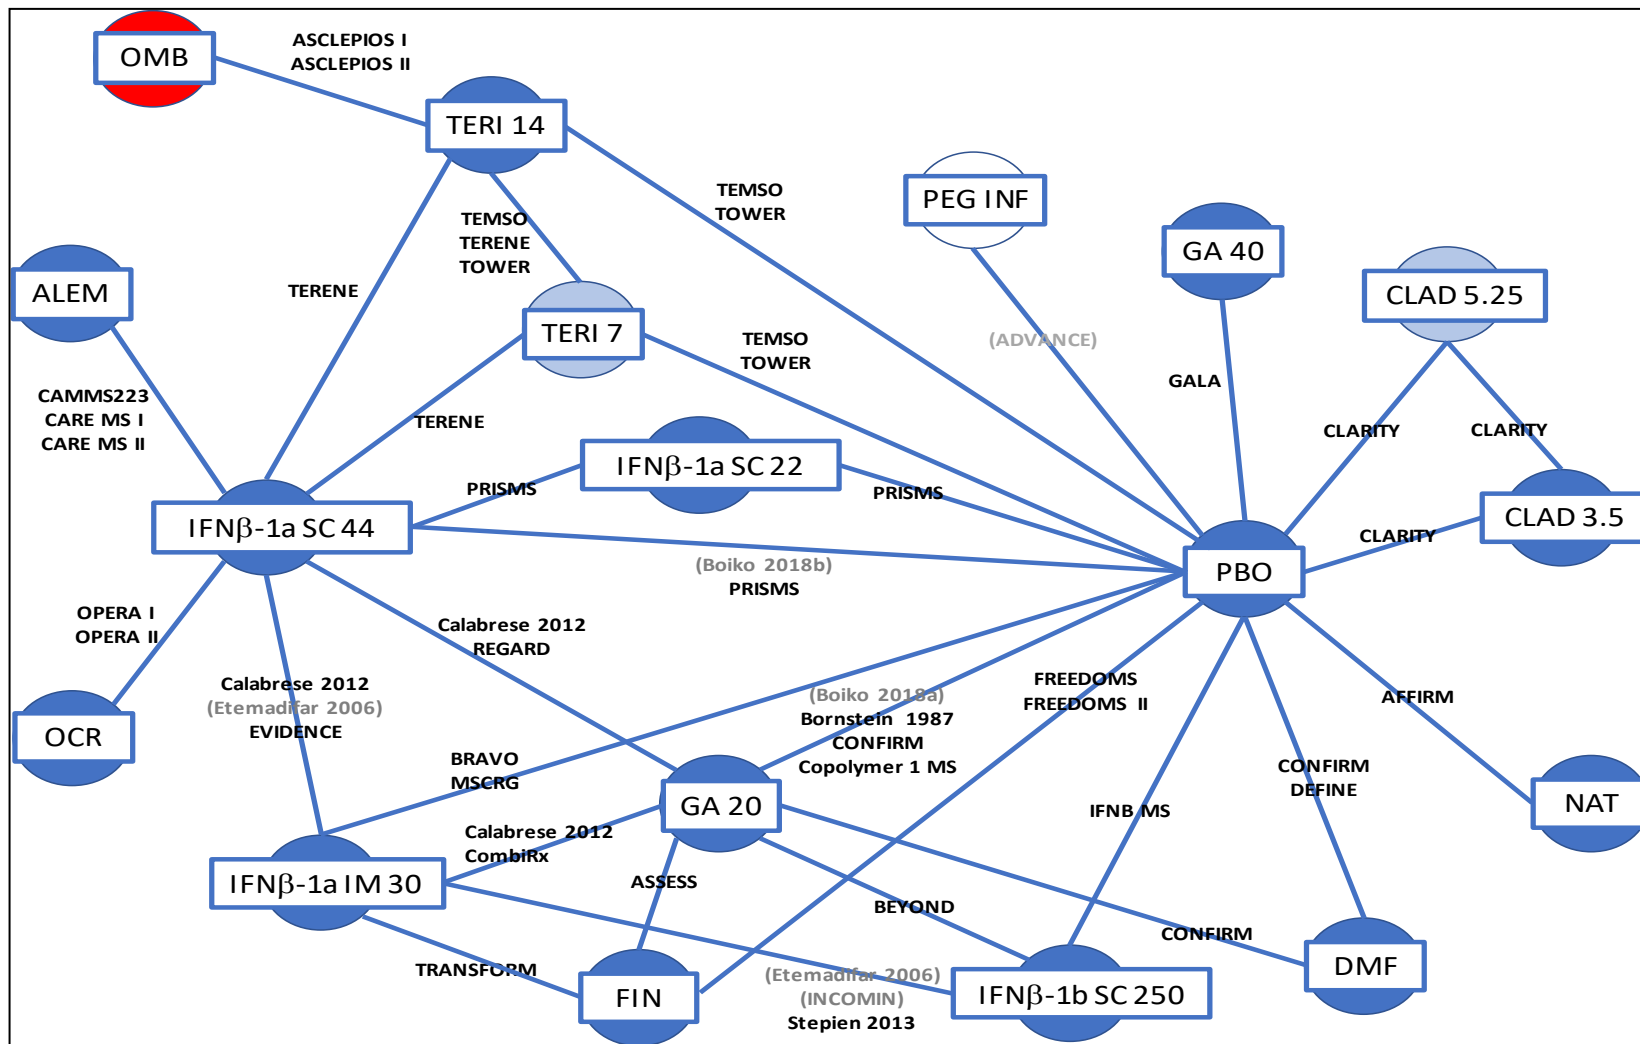 OMB
ASCLEPIOS I
ASCLEPIOS II
TERI 14
TEMSO
TOWER
PEG INF
GA 40
CLAD 5.25
TEMSO
TERENE
TOWER
ALEM
TERENE
TERI 7
TEMSO
TOWER
(ADVANCE)
GALA
CAMMS223
CARE MS I
CARE MS II
TERENE
CLARITY
CLARITY
IFNβ-1a SC 22
PRISMS
PRISMS
IFNβ-1a SC 44
CLAD 3.5
CLARITY
(Boiko 2018b)
PRISMS
PBO
OPERA I
OPERA II
Calabrese 2012
REGARD
Calabrese 2012
(Etemadifar 2006)
EVIDENCE
OCR
(Boiko 2018a)
Bornstein 1987
CONFIRM
Copolymer 1 MS
FREEDOMS
FREEDOMS II
AFFIRM
BRAVO
MSCRG
CONFIRM
DEFINE
GA 20
IFNB MS
NAT
Calabrese 2012
CombiRx
IFNβ-1a IM 30
ASSESS
BEYOND
CONFIRM
TRANSFORM
FIN
(Etemadifar 2006)
(INCOMIN)
Stepien 2013
IFNβ-1b SC 250
DMF